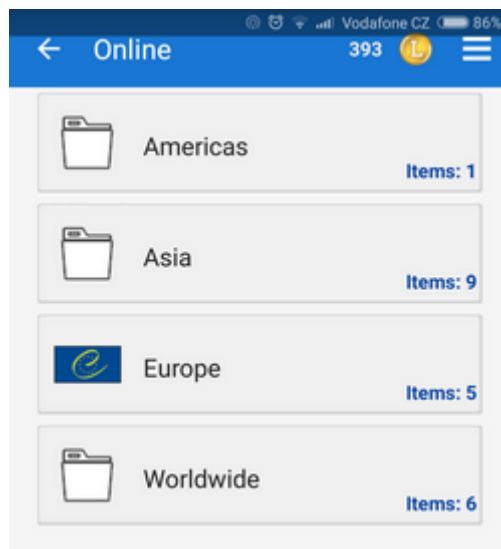 Vodafone CZ 86%
Online 393 L
Americas
Items: 1
Asia
Items: 9
Europe
Items: 5
Worldwide
Items: 6